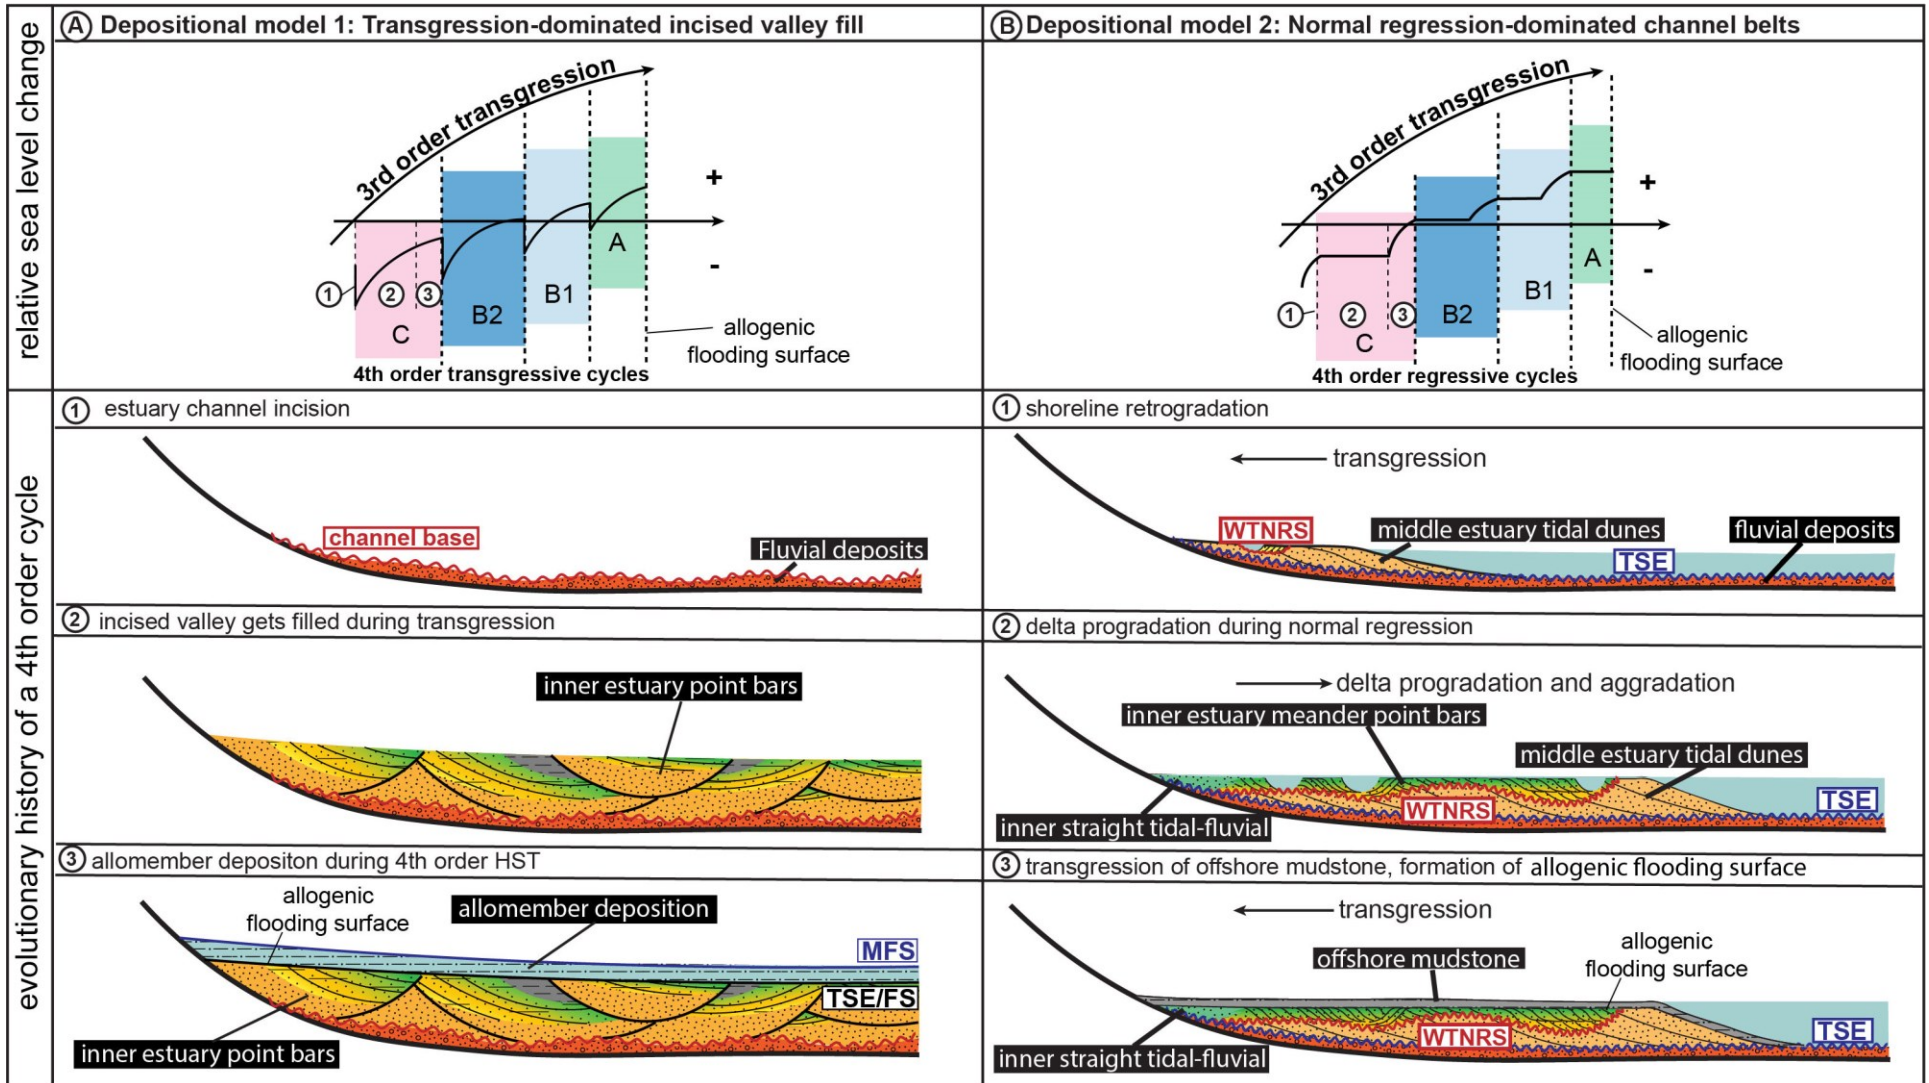 relative sea level change
Ⓐ Depositional model 1: Transgression-dominated incised valley fill
3rd order transgression
+
-
① ② ③
C
B2
B1
A
allogenic
flooding surface
4th order transgressive cycles
Ⓑ Depositional model 2: Normal regression-dominated channel belts
3rd order transgression
+
-
① ② ③
C
B2
B1
A
allogenic
flooding surface
4th order regressive cycles
evolutionary history of a 4th order cycle
① estuary channel incision
channel base
Fluvial deposits
① shoreline retrogradation
transgression
WTNRS
middle estuary tidal dunes
fluvial deposits
TSE
② incised valley gets filled during transgression
inner estuary point bars
② delta progradation during normal regression
delta progradation and aggradation
inner estuary meander point bars
middle estuary tidal dunes
WTNRS
TSE
inner straight tidal-fluvial
③ allomember depositon during 4th order HST
allogenic
flooding surface
allomember deposition
MFS
TSE/FS
inner estuary point bars
③ transgression of offshore mudstone, formation of allogenic flooding surface
transgression
offshore mudstone
allogenic
flooding surface
WTNRS
TSE
inner straight tidal-fluvial